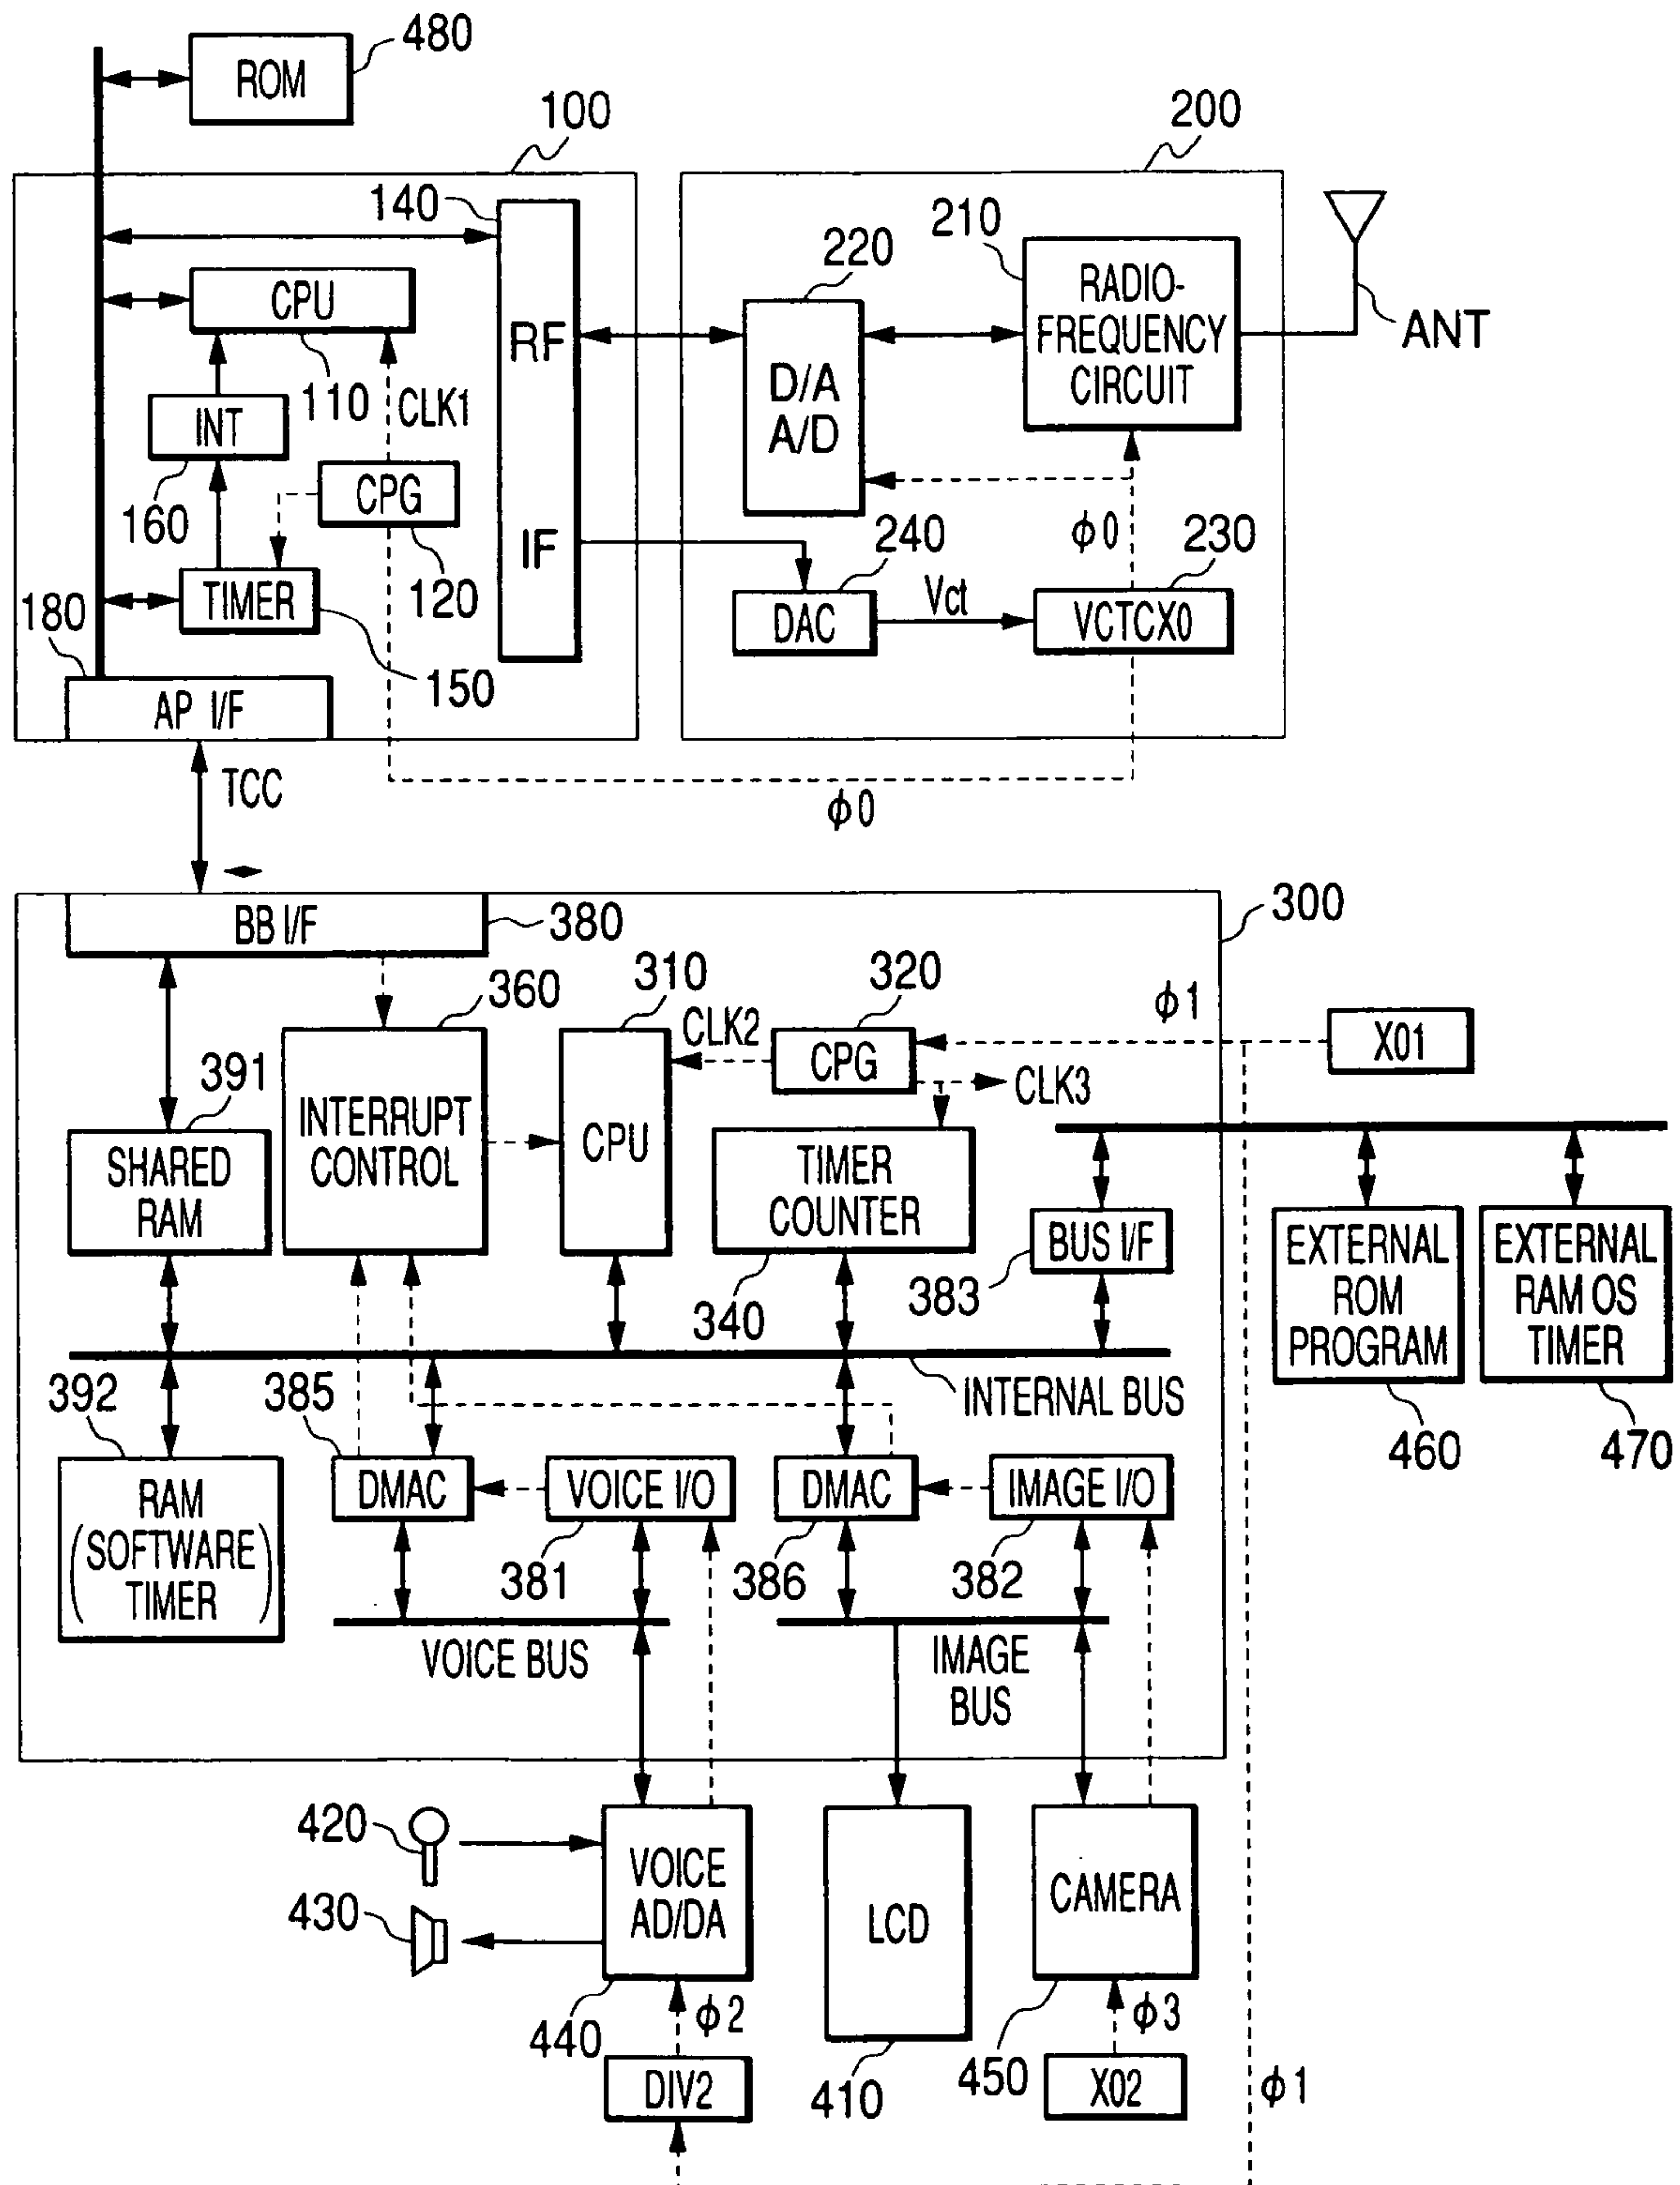 480
ROM
100
200
140
210
220
CPU
RADIO-
FREQUENCY
CIRCUIT
RF
ANT
D/A
A/D
110
CLK1
INT
CPG
160
IF
240
φ0
230
180
TIMER
120
DAC
Vct
VCTCX0
150
AP I/F
TCC
φ0
BB I/F
380
300
360
310
320
φ1
CLK2
CPG
X01
391
CLK3
INTERRUPT
CONTROL
CPU
SHARED
RAM
TIMER
COUNTER
BUS I/F
EXTERNAL
ROM
PROGRAM
EXTERNAL
RAM OS
TIMER
383
340
392
385
INTERNAL BUS
460
470
RAM
(SOFTWARE
TIMER)
DMAC
VOICE I/O
DMAC
IMAGE I/O
381
386
382
VOICE BUS
IMAGE
BUS
420
VOICE
AD/DA
LCD
CAMERA
430
440
φ2
450
φ3
DIV2
410
X02
φ1